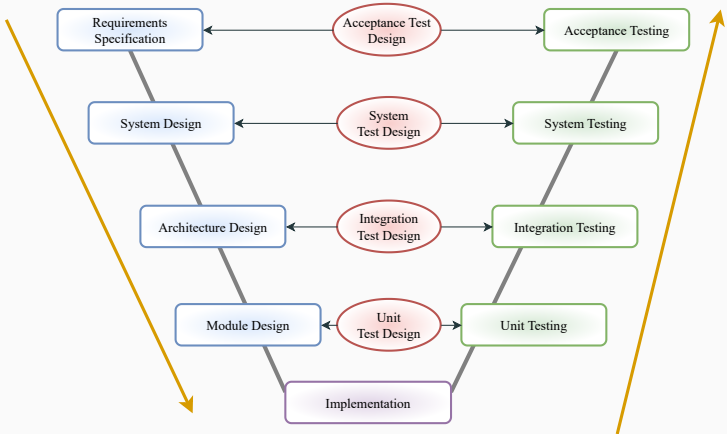 Requirements
Specification
Acceptance Test
Design
Acceptance Testing
System Design
System
Test Design
System Testing
Architecture Design
Integration
Test Design
Integration Testing
Module Design
Unit
Test Design
Unit Testing
Implementation